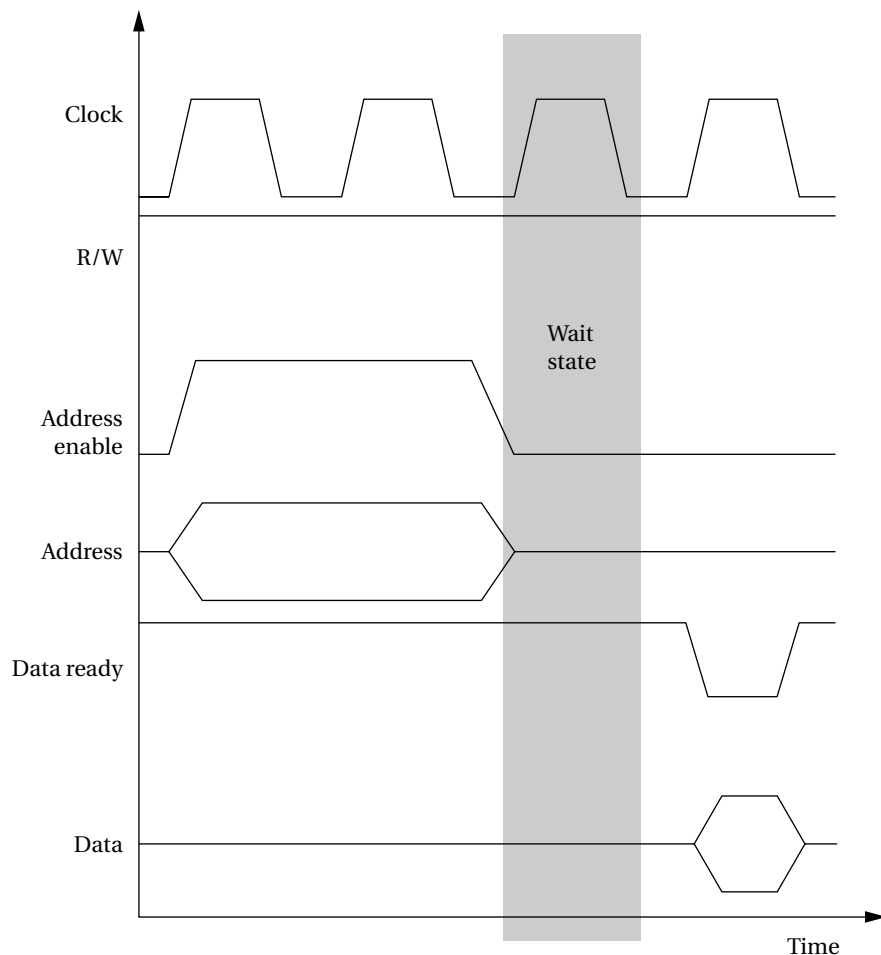 Clock
R/W
Wait
state
Address
enable
Address
Data ready
Data
Time